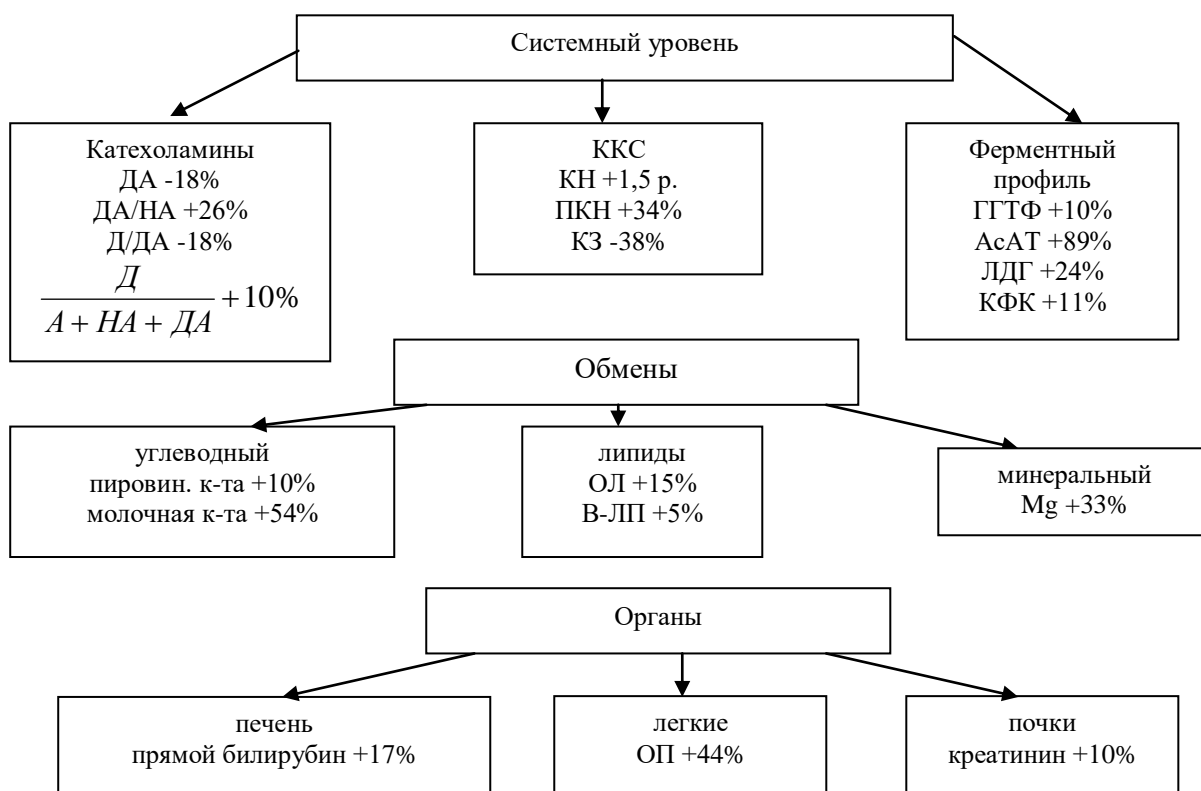 Системный уровень
Катехоламины
ДА -18%
ДА/НА +26%
Д/ДА -18%
Д
А + НА + ДА
+10%
ККС
КН +1,5 р.
ПКН +34%
КЗ -38%
Ферментный
профиль
ГГТФ +10%
АсАТ +89%
ЛДГ +24%
КФК +11%
Обмены
углеводный
пировин. к-та +10%
молочная к-та +54%
липиды
ОЛ +15%
В-ЛП +5%
минеральный
Mg +33%
Органы
печень
прямой билирубин +17%
легкие
ОП +44%
почки
креатинин +10%